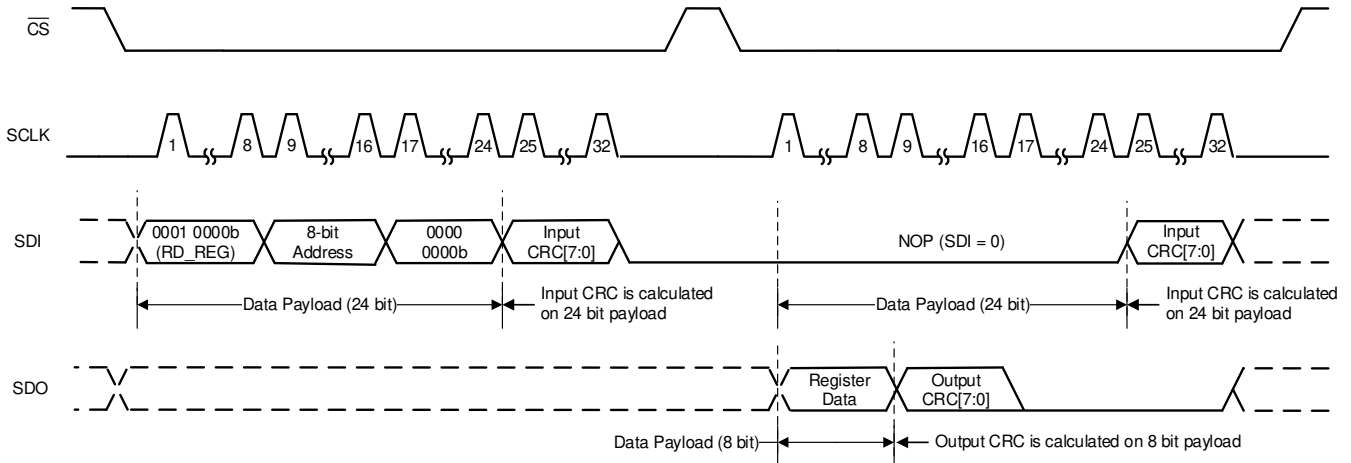 CS
SCLK
1 8 9 16 17 24 25 32 1 8 9 16 17 24 25 32
SDI
0001 0000b
(RD_REG)
8-bit
Address
0000
0000b
Input
CRC[7:0]
NOP (SDI = 0)
Input
CRC[7:0]
Data Payload (24 bit)
Input CRC is calculated
on 24 bit payload
Data Payload (24 bit)
Input CRC is calculated
on 24 bit payload
SDO
Register
Data
Output
CRC[7:0]
Data Payload (8 bit)
Output CRC is calculated on 8 bit payload